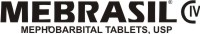 MEBRASIL CIV
MEPHOBARBITAL TABLETS, USP